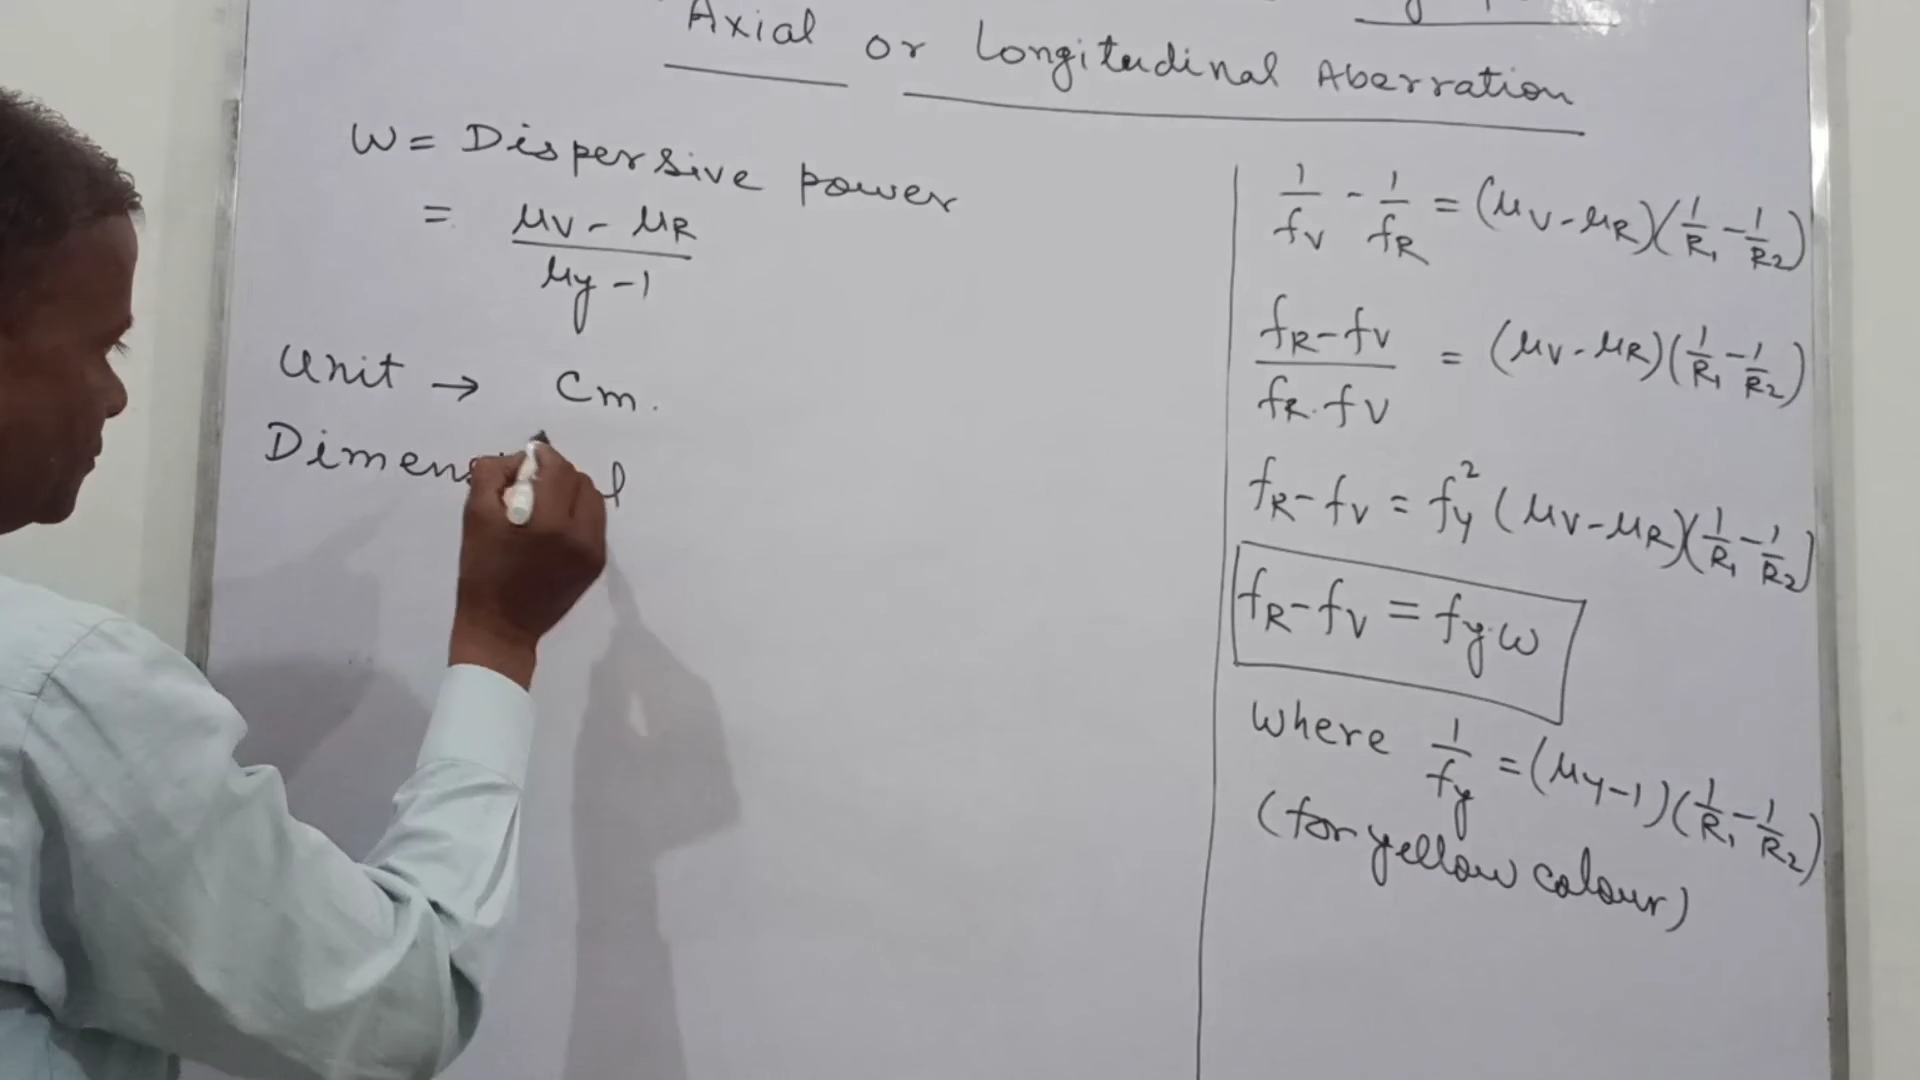 Axial or Longitudinal Aberration
W = Dispersive power
= μV - μR / μy - 1
Unit → Cm.
1/fV - 1/fR = (μV - μR)(1/R1 - 1/R2)
fR - fV / fR . fV = (μV - μR)(1/R1 - 1/R2)
fR - fV = fy² (μV - μR)(1/R1 - 1/R2)
fR - fV = fy . ω
Where 1/fy = (μy - 1)(1/R1 - 1/R2)
(for yellow colour)